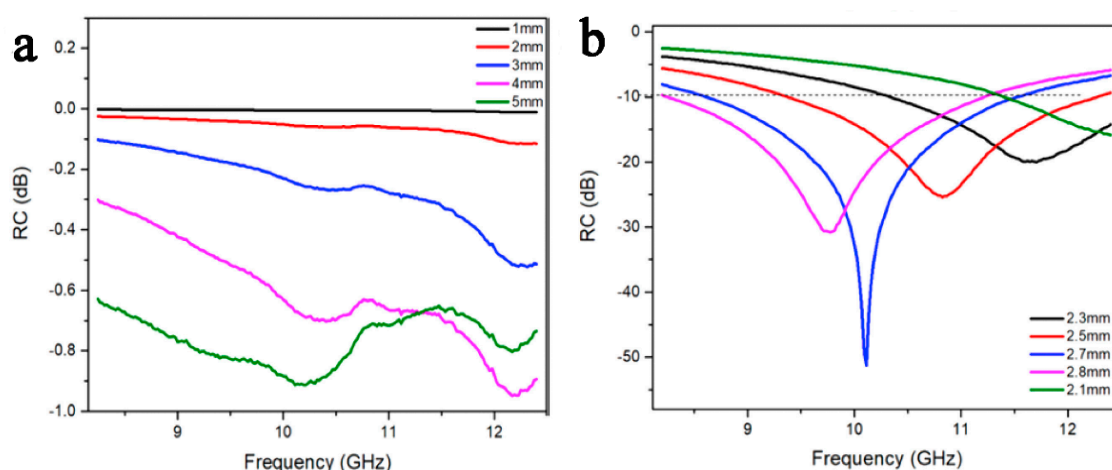 a
RC (dB)
0.2
0.0
-0.2
-0.4
-0.6
-0.8
-1.0
9
10
11
12
Frequency (GHz)
1mm
2mm
3mm
4mm
5mm
b
RC (dB)
0
-10
-20
-30
-40
-50
9
10
11
12
Frequency (GHz)
2.3mm
2.5mm
2.7mm
2.8mm
2.1mm